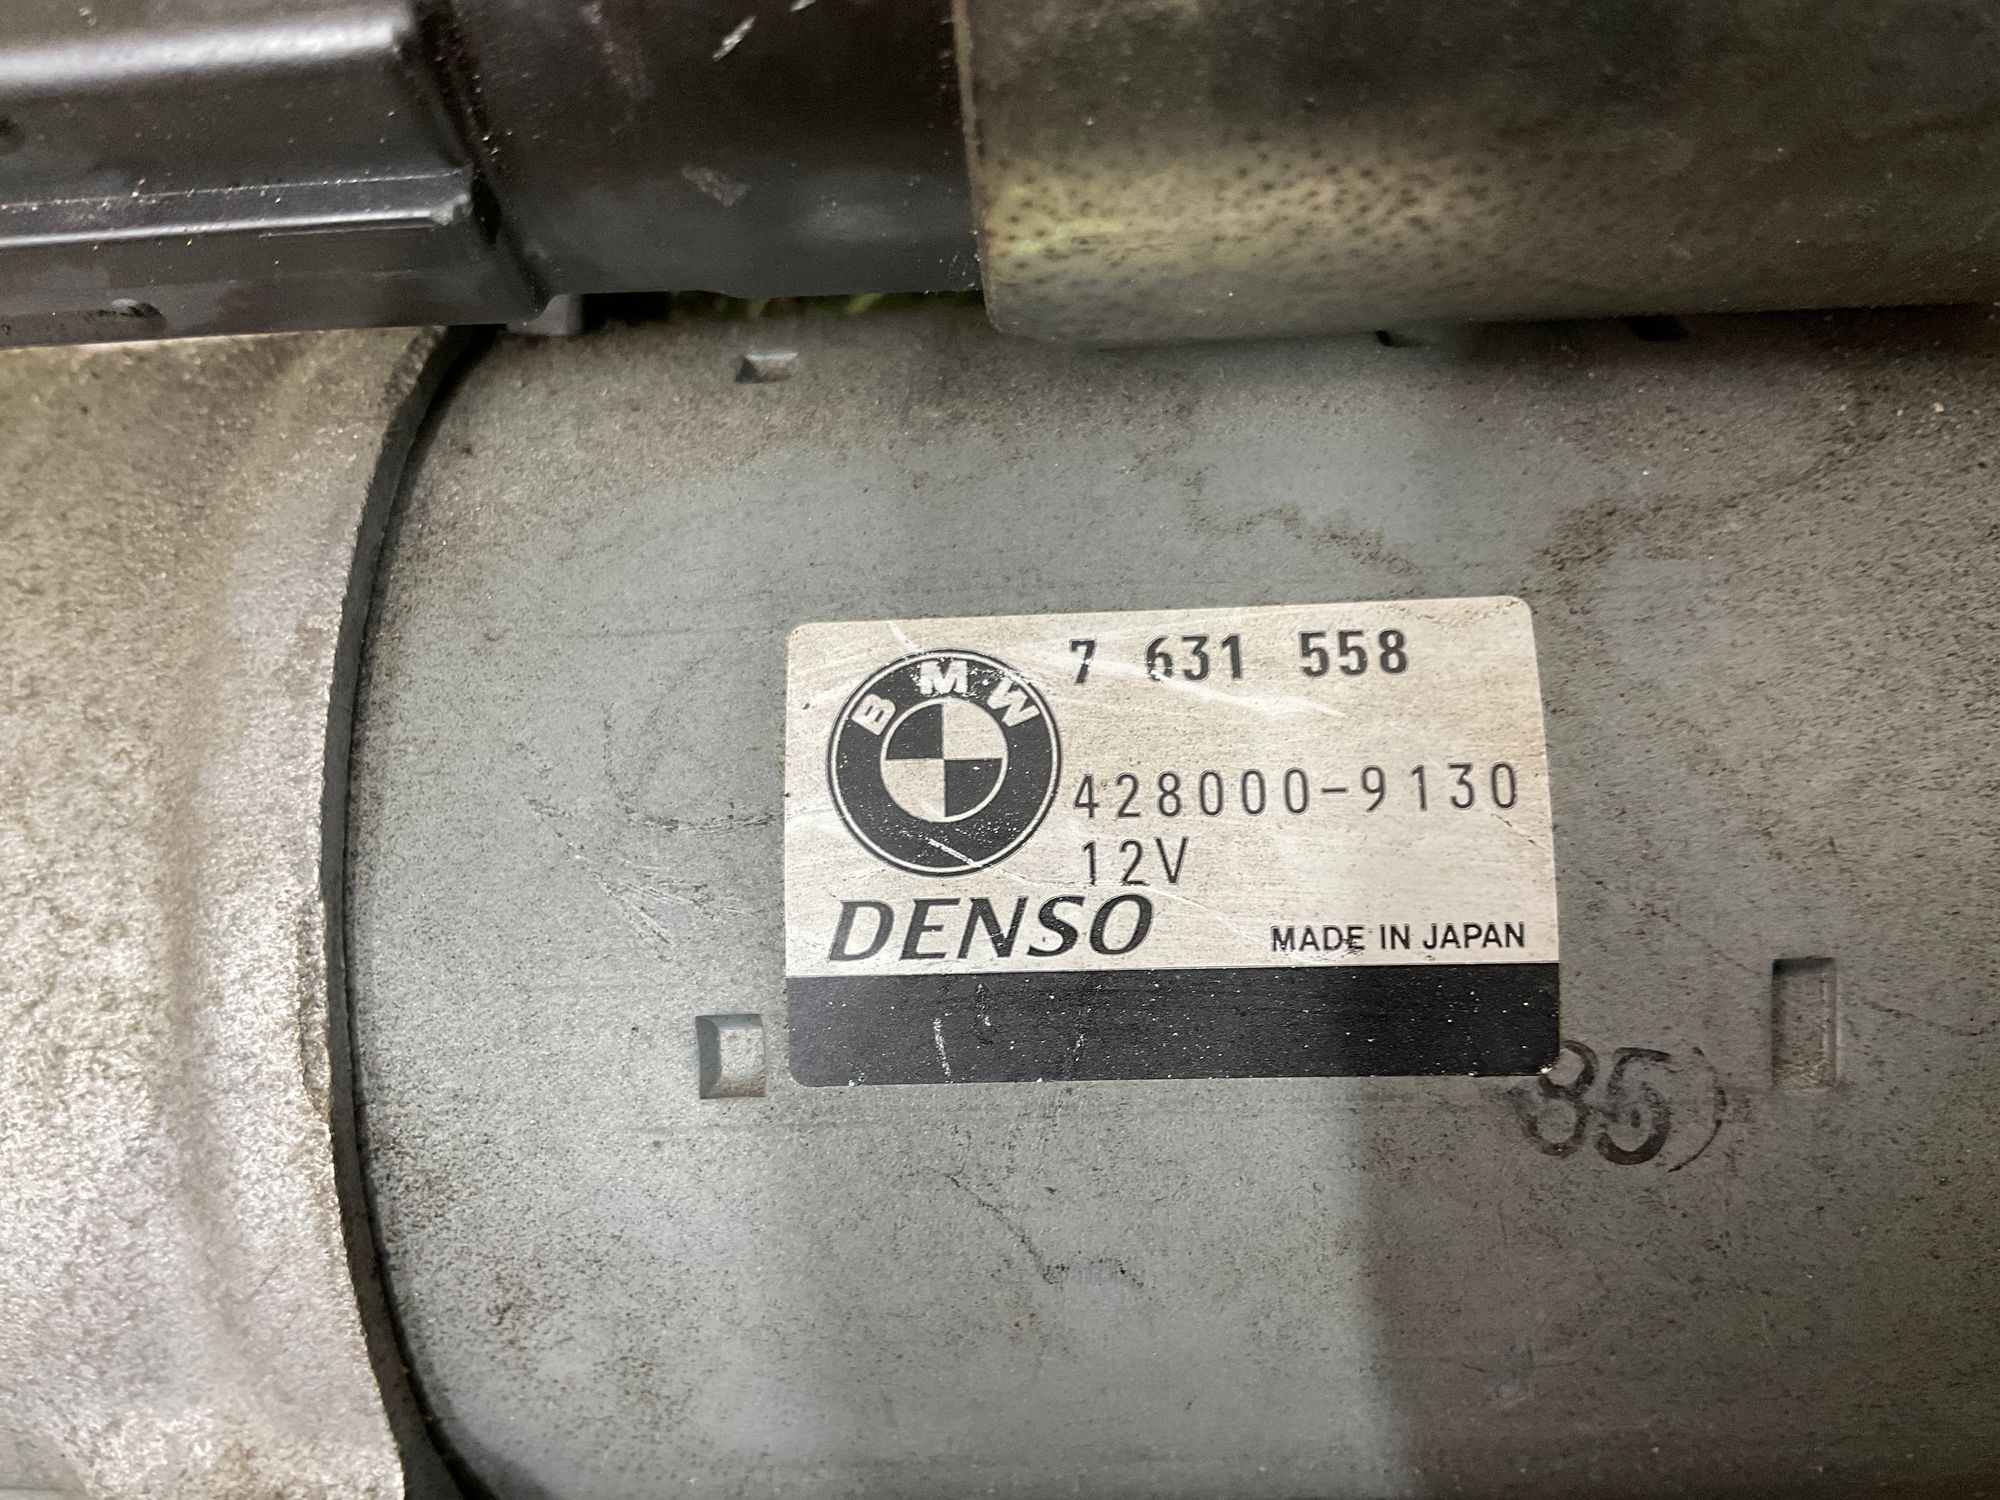 BMW
7 631 558
428000-9130
12V
DENSO
MADE IN JAPAN
85